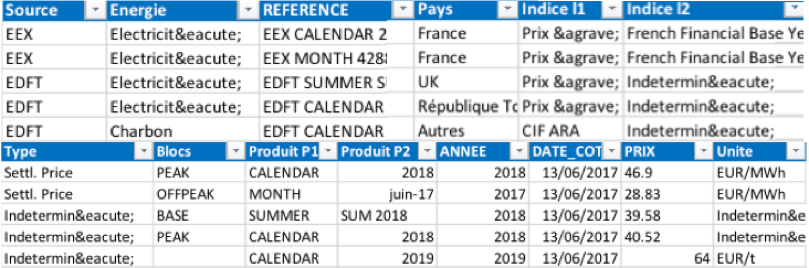 Source Energie REFERENCE Pays Indice I1 Indice I2
EEX Electricit&eacute; EEX CALENDAR 2 France Prix &agrave; French Financial Base Ye
EEX Electricit&eacute; EEX MONTH 428 France Prix &agrave; French Financial Base Ye
EDFT Electricit&eacute; EDFT SUMMER S UK Prix &agrave; Indetermin&eacute;
EDFT Electricit&eacute; EDFT CALENDAR République Tc Prix &agrave; Indetermin&eacute;
EDFT Charbon EDFT CALENDAR Autres CIF ARA Indetermin&eacute;
Type Blocs Produit P1 Produit P2 ANNEE DATE_COT PRIX Unite
Settl. Price PEAK CALENDAR 2018 2018 13/06/2017 46.9 EUR/MWh
Settl. Price OFFPEAK MONTH juin-17 2017 13/06/2017 28.83 EUR/MWh
Indetermin&eacute; BASE SUMMER SUM 2018 2018 13/06/2017 39.58 Indetermin&e
Indetermin&eacute; PEAK CALENDAR 2018 2018 13/06/2017 40.52 Indetermin&e
Indetermin&eacute; CALENDAR 2019 2019 13/06/2017 64 EUR/t